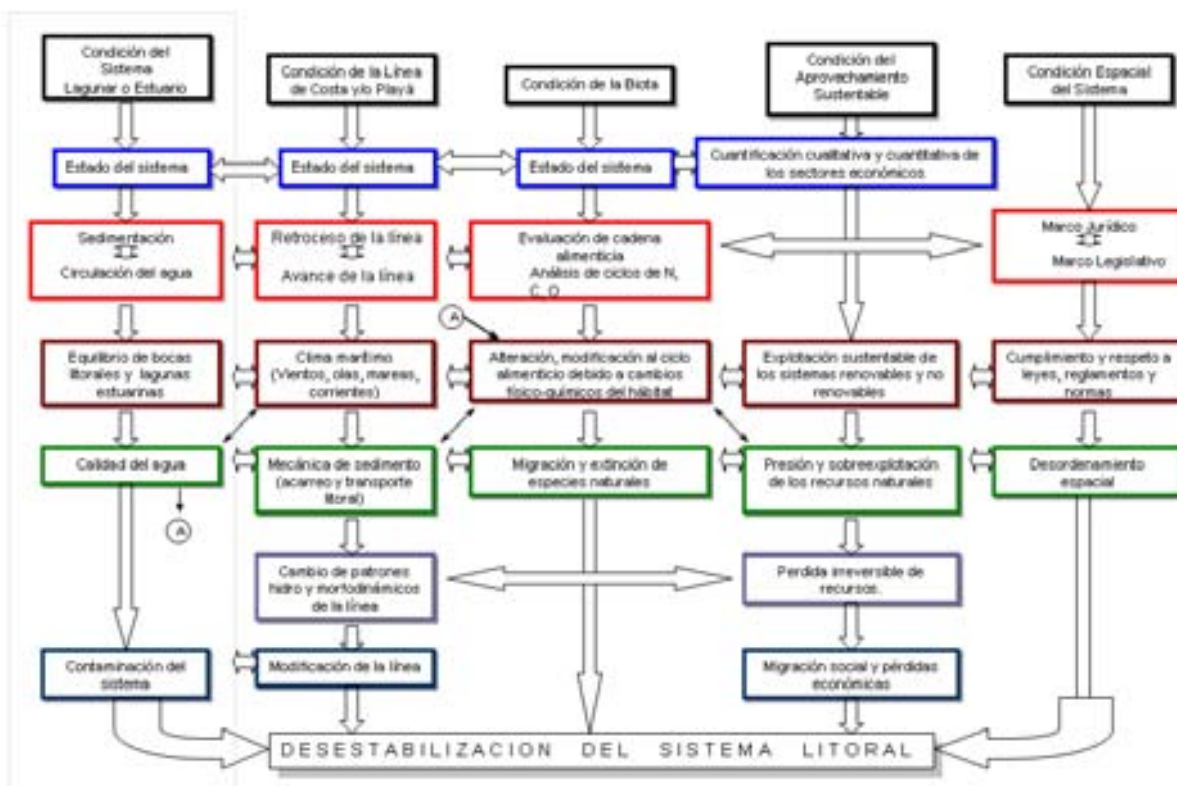 Condición del
Sistema
Lagunar o Estuario
Condición de la Línea
de Costa y/o Playa
Condición de la Biota
Condición del
Aprovechamiento
Sustentable
Condición Espacial
del Sistema
Estado del sistema
Estado del sistema
Estado del sistema
Cuantificación cualitativa y cuantitativa de
los sectores económicos
Sedimentación
Circulación del agua
Retroceso de la línea
Avance de la línea
Evaluación de cadena
alimenticia
Análisis de ciclos de N,
C, O
Marco Jurídico
Marco Legislativo
A
Equilibrio de bocas
litorales y lagunas
estuarinas
Clima marítimo
(Vientos, olas, mareas,
corrientes)
Alteración, modificación al ciclo
alimenticio debido a cambios
físico-químicos del hábitat
Explotación sustentable de
los sistemas renovables y no
renovables
Cumplimiento y respeto a
leyes, reglamentos y
normas
Calidad del agua
Mecánica de sedimento
(acarreo y transporte
litoral)
Migración y extinción de
especies naturales
Presión y sobreexplotación
de los recursos naturales
Desordenamiento
espacial
A
Cambio de patrones
hidro y morfodinámicos
de la línea
Perdida irreversible de
recursos.
Contaminación del
sistema
Modificación de la línea
Migración social y pérdidas
económicas
DESESTABILIZACION DEL SISTEMA LITORAL